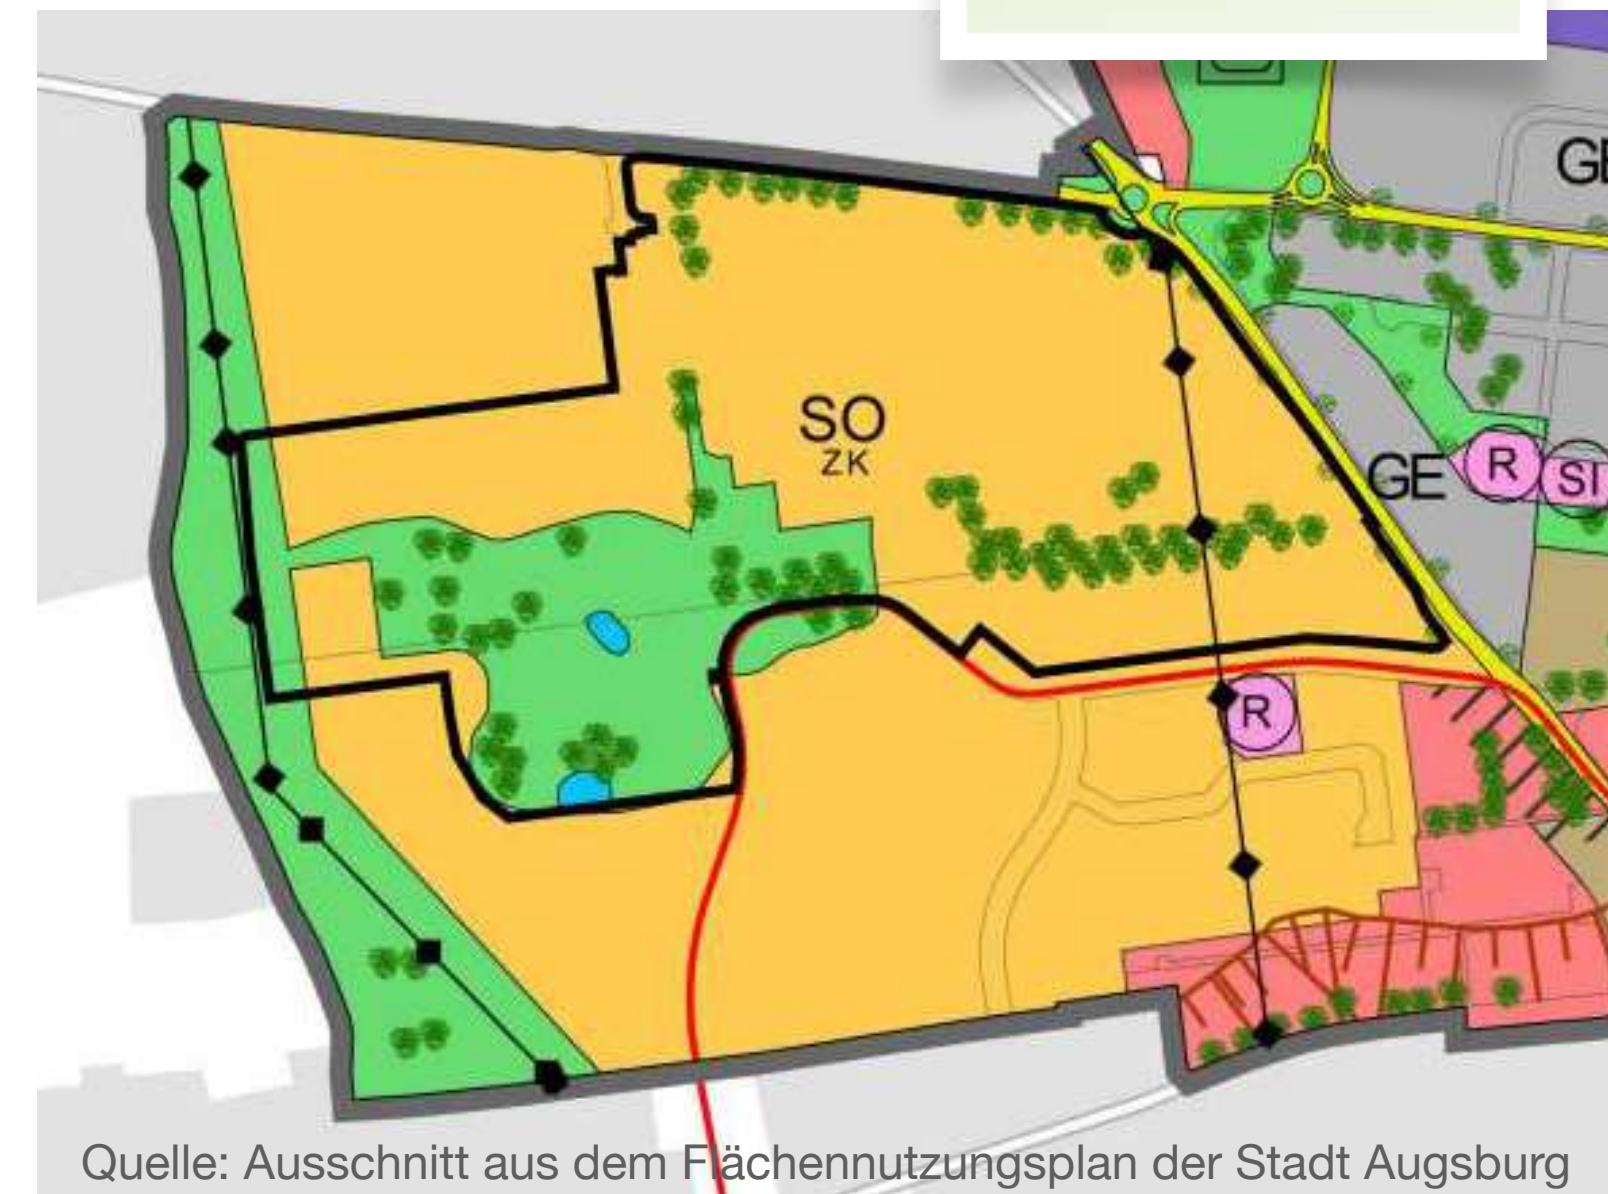 GE
SO
ZK
GE
R
SI
R
Quelle: Ausschnitt aus dem Flächennutzungsplan der Stadt Augsburg